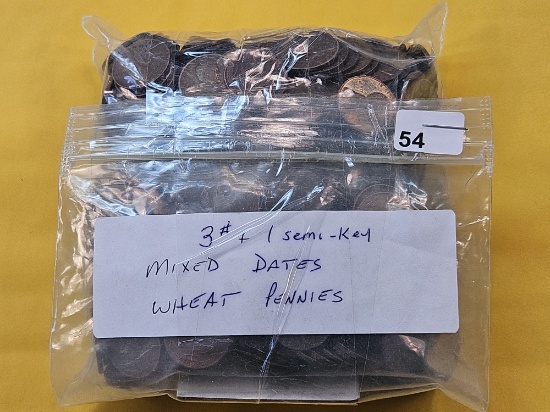 54
3# + 1 semi-Key
MIXED DATES
WHEAT PENNIES